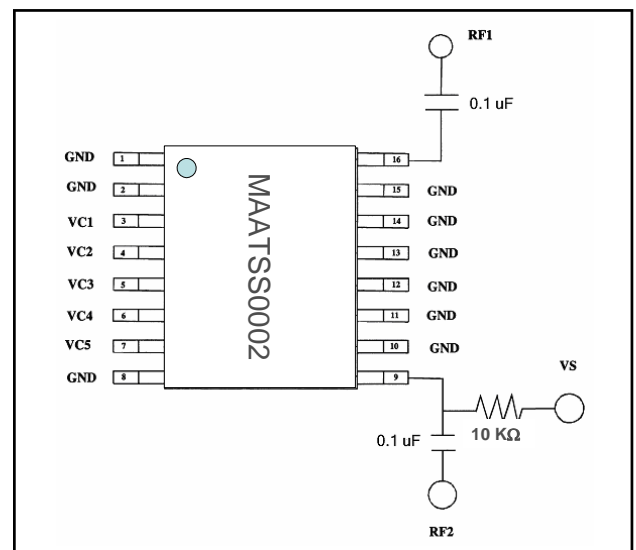 RF1
0.1 uF
GND 1
GND 2
VC1 3
VC2 4
VC3 5
VC4 6
VC5 7
GND 8
MAATSS0002
16
15 GND
14 GND
13 GND
12 GND
11 GND
10 GND
9
VS
10 KΩ
0.1 uF
RF2